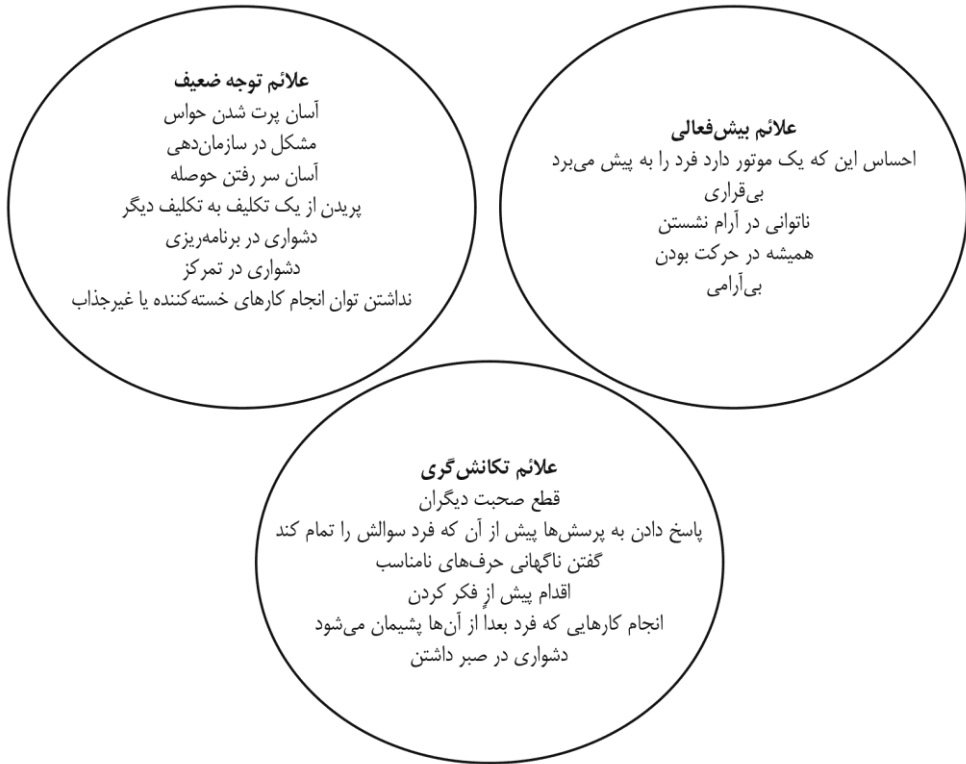 علائم بیش‌فعالی
احساس این که یک موتور دارد فرد را به پیش می‌برد
بی‌قراری
ناتوانی در آرام نشستن
همیشه در حرکت بودن
بی‌آرامی
علائم توجه ضعیف
آسان پرت شدن حواس
مشکل در سازمان‌دهی
آسان سر رفتن حوصله
پریدن از یک تکلیف به تکلیف دیگر
دشواری در برنامه‌ریزی
دشواری در تمرکز
نداشتن توان انجام کارهای خسته‌کننده یا غیرجذاب
علائم تکانش‌گری
قطع صحبت دیگران
پاسخ دادن به پرسش‌ها پیش از آن که فرد سوالش را تمام کند
گفتن ناگهانی حرف‌های نامناسب
اقدام پیش از فکر کردن
انجام کارهایی که فرد بعداً از آن‌ها پشیمان می‌شود
دشواری در صبر داشتن